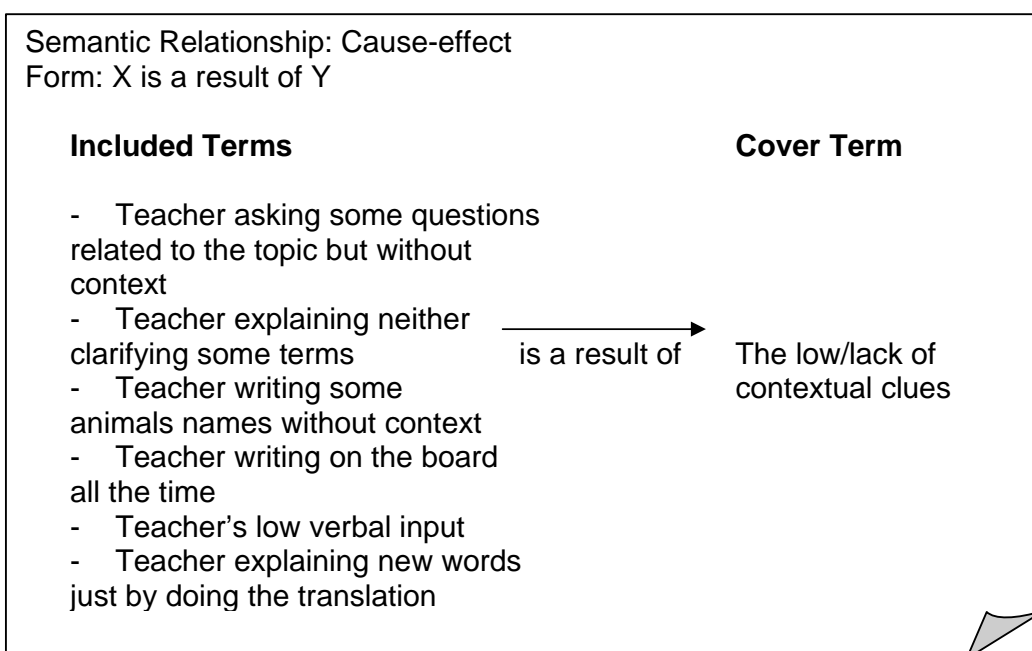 Semantic Relationship: Cause-effect
Form: X is a result of Y
Included Terms
Cover Term
- Teacher asking some questions
related to the topic but without
context
- Teacher explaining neither
clarifying some terms
- Teacher writing some
animals names without context
- Teacher writing on the board
all the time
- Teacher’s low verbal input
- Teacher explaining new words
just by doing the translation
is a result of
The low/lack of
contextual clues